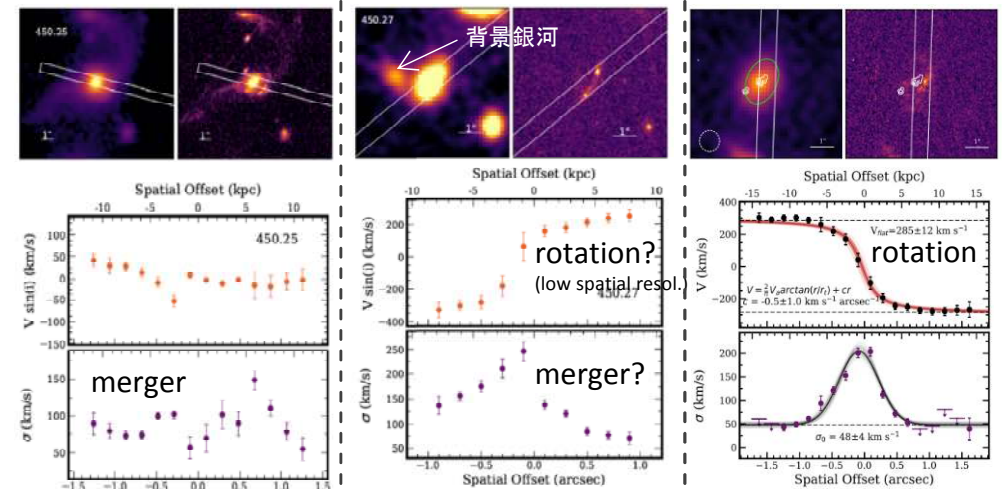 450.25
1"
Spatial Offset (kpc)
-10 -5 0 5 10
V sin(i) (km/s)
100
50
0
-50
-100
-150
450.25
σ (km/s)
150
100
50
merger
-1.5 -1.0 -0.5 0.0 0.5 1.0 1.5
450.27
背景銀河
1"
1"
Spatial Offset (kpc)
-10 -5 0 5 10
V sin(i) (km/s)
200
0
-200
-400
rotation?
(low spatial resol.)
450.27
σ (km/s)
250
200
150
100
50
merger?
-1.0 -0.5 0.0 0.5 1.0
Spatial Offset (arcsec)
1"
1"
Spatial Offset (kpc)
-15 -10 -5 0 5 10 15
V (km/s)
400
200
0
-200
Vflat=285±12 km s⁻¹
rotation
V = 2/π Vₐarctan(r/rₜ) + cr
c = -0.5±1.0 km s⁻¹ arcsec⁻¹
σ (km/s)
200
150
100
50
0
σ₀ = 48±4 km s⁻¹
-1.5 -1.0 -0.5 0.0 0.5 1.0 1.5
Spatial Offset (arcsec)